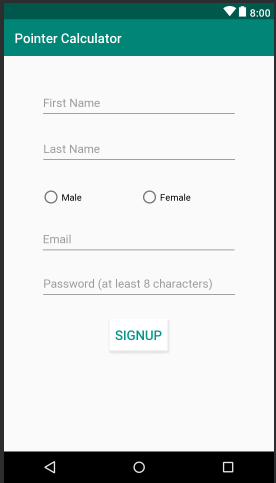 8:00
Pointer Calculator
First Name
Last Name
Male Female
Email
Password (at least 8 characters)
SIGNUP